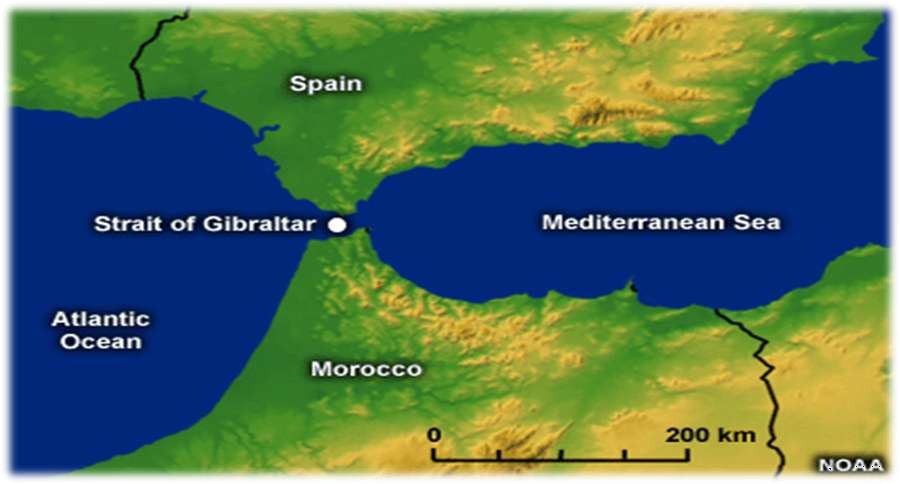 Spain
Strait of Gibraltar
Mediterranean Sea
Atlantic
Ocean
Morocco
0 200 km
NOAA